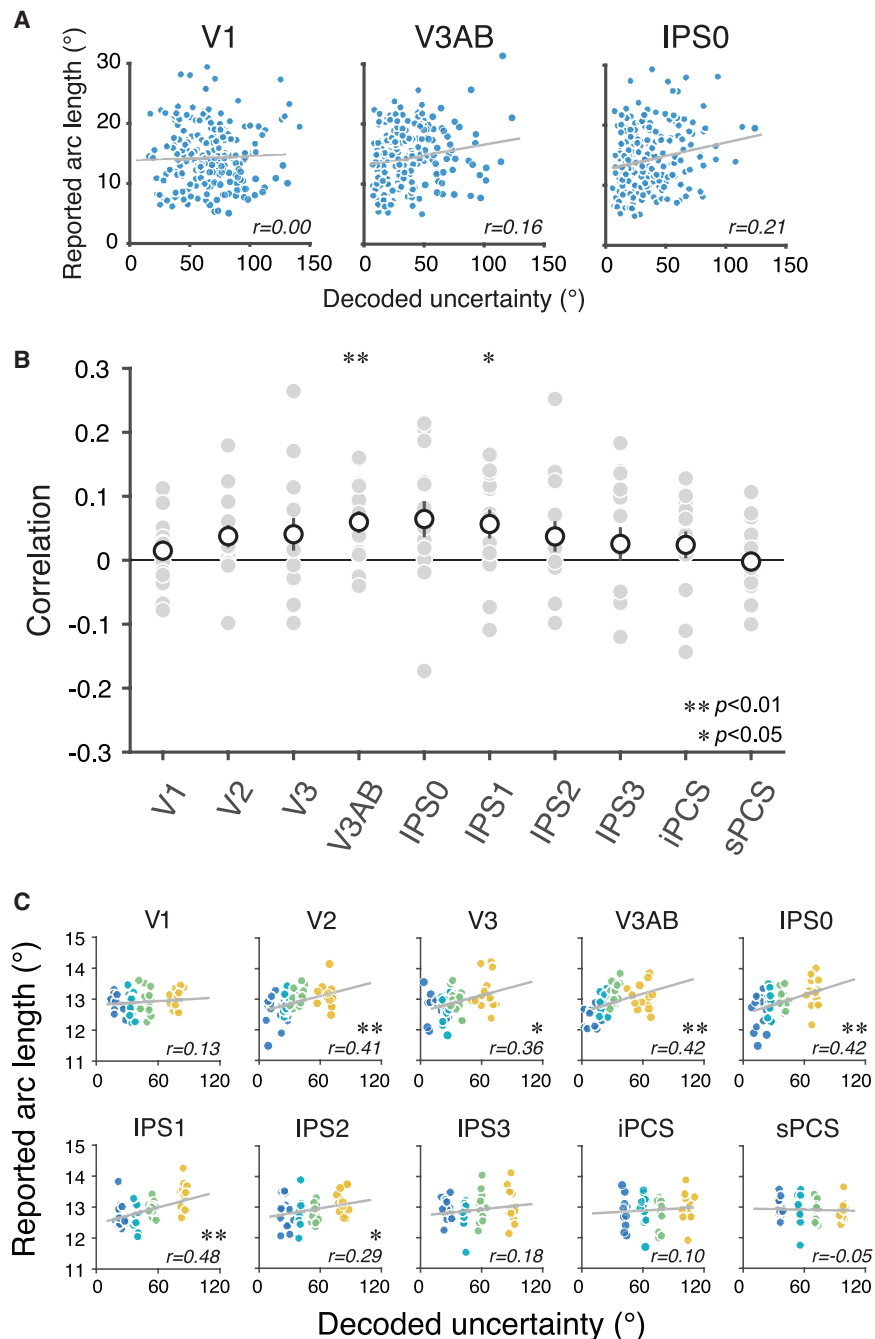 A
V1 V3AB IPS0
Reported arc length (°)
30
20
10
0
r=0.00 r=0.16 r=0.21
0 50 100 150 0 50 100 150 0 50 100 150
Decoded uncertainty (°)
B
** *
Correlation
0.3
0.2
0.1
0
-0.1
-0.2
-0.3
** p<0.01
* p<0.05
V1 V2 V3 V3AB IPS0 IPS1 IPS2 IPS3 iPCS sPCS
C
Reported arc length (°)
V1 V2 V3 V3AB IPS0
15
14
13
12
11
** * ** **
r=0.13 r=0.41 r=0.36 r=0.42 r=0.42
0 60 120 0 60 120 0 60 120 0 60 120 0 60 120
IPS1 IPS2 IPS3 iPCS sPCS
15
14
13
12
11
** *
r=0.48 r=0.29 r=0.18 r=0.10 r=-0.05
0 60 120 0 60 120 0 60 120 0 60 120 0 60 120
Decoded uncertainty (°)